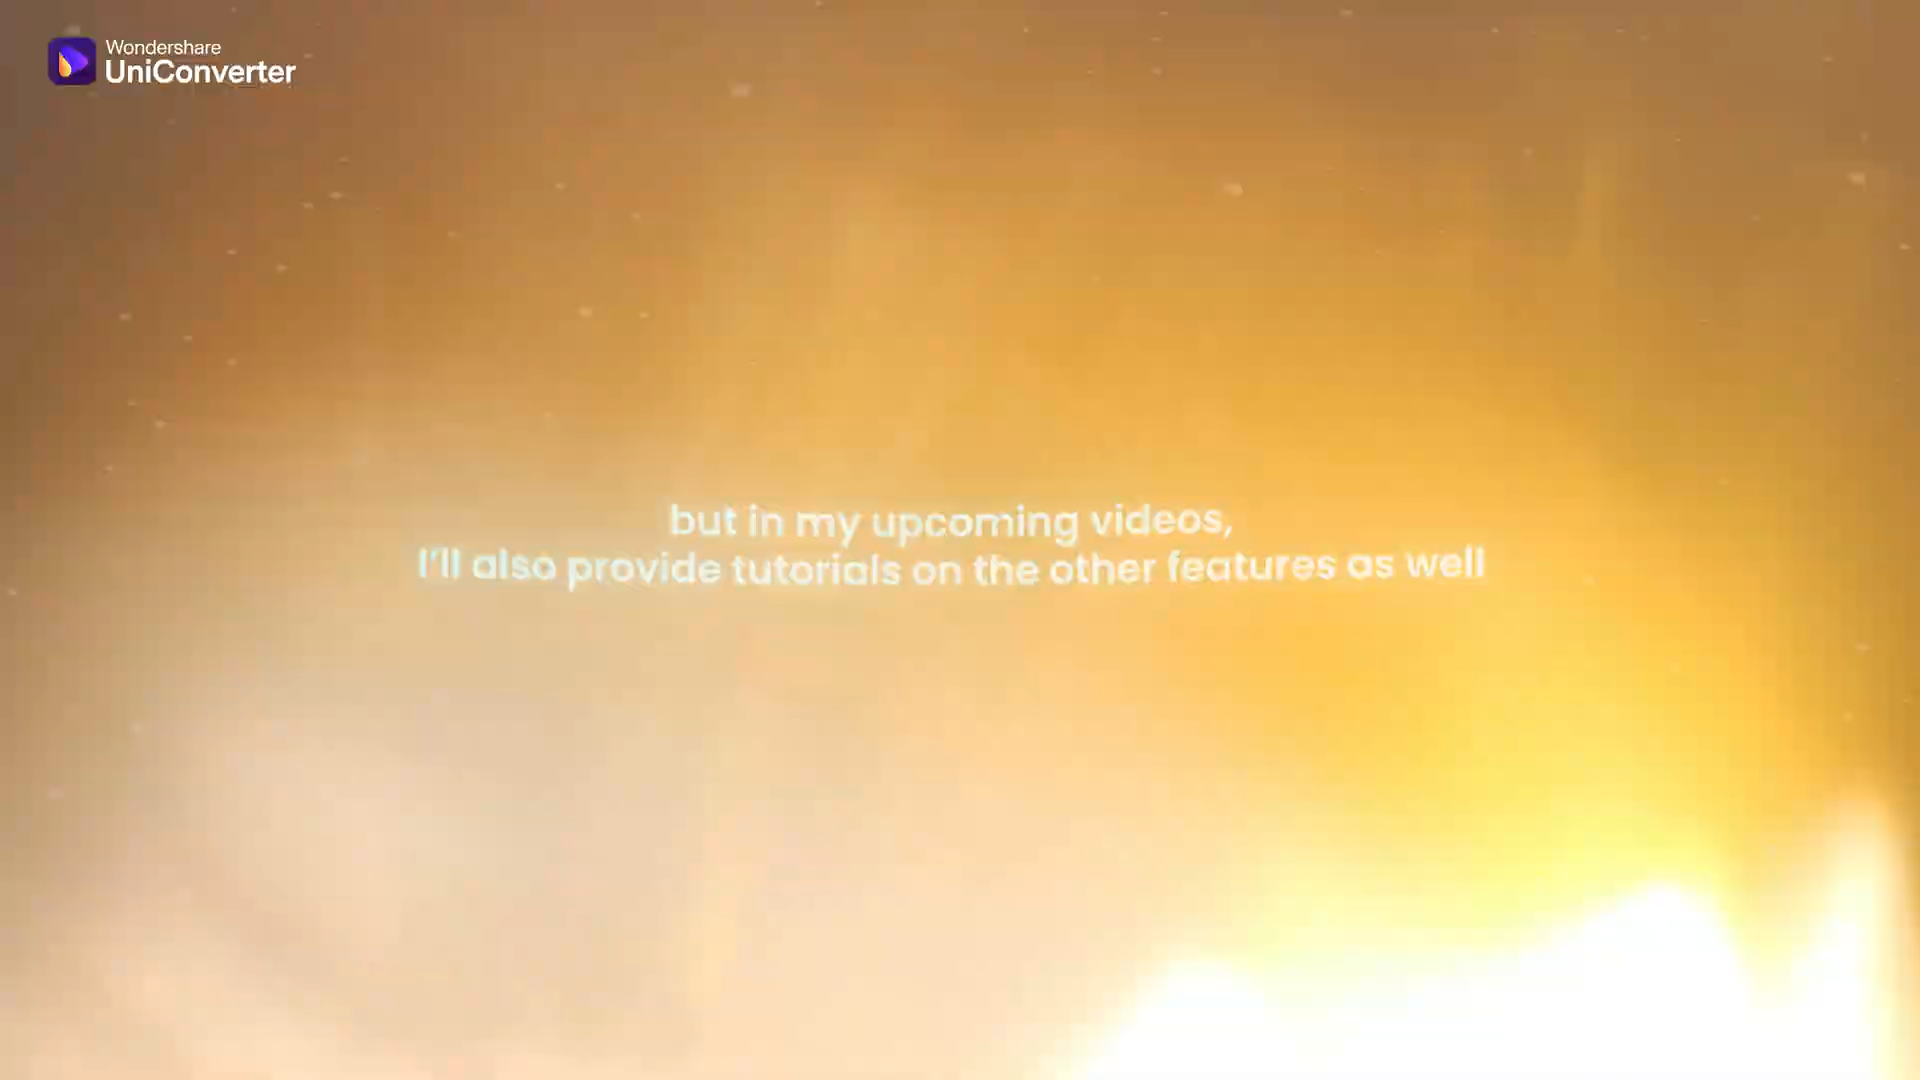 Wondershare
UniConverter
but in my upcoming videos,
I'll also provide tutorials on the other features as well